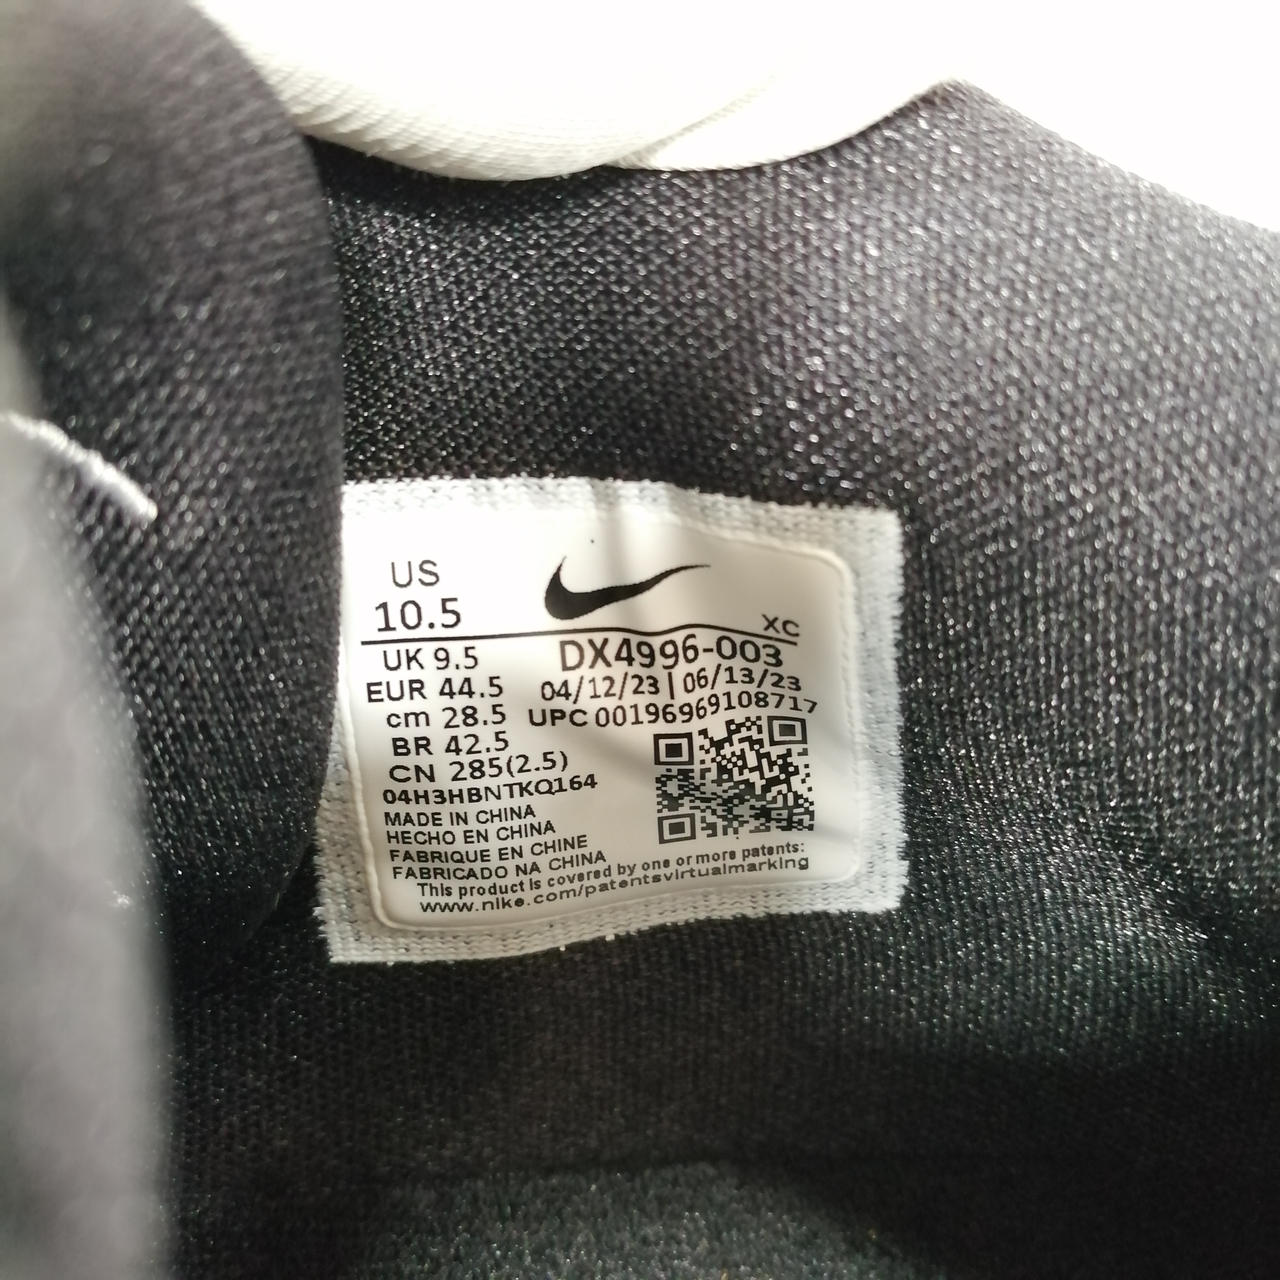 US
10.5
XC
UK 9.5
DX4996-003
EUR 44.5
04/12/23 | 06/13/23
cm 28.5
UPC 00196969108717
BR 42.5
CN 285(2.5)
04H3HBNTKQ164
MADE IN CHINA
HECHO EN CHINA
FABRIQUE EN CHINE
FABRICADO NA CHINA
This product is covered by one or more patents:
www.nike.com/patentsvirtualmarking